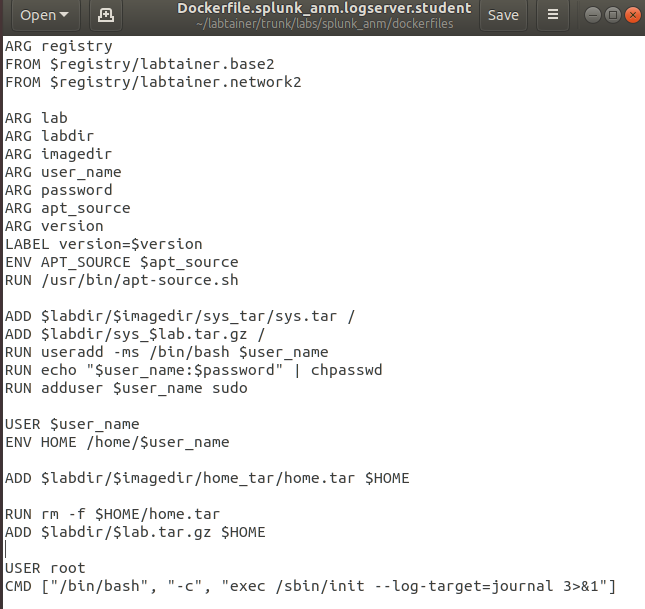 Open
Dockerfile.splunk_anm.logserver.student
~/labtainer/trunk/labs/splunk_anm/dockerfiles
Save
ARG registry
FROM $registry/labtainer.base2
FROM $registry/labtainer.network2
ARG lab
ARG labdir
ARG imagedir
ARG user_name
ARG password
ARG apt_source
ARG version
LABEL version=$version
ENV APT_SOURCE $apt_source
RUN /usr/bin/apt-source.sh
ADD $labdir/$imagedir/sys_tar/sys.tar /
ADD $labdir/sys_$lab.tar.gz /
RUN useradd -ms /bin/bash $user_name
RUN echo "$user_name:$password" | chpasswd
RUN adduser $user_name sudo
USER $user_name
ENV HOME /home/$user_name
ADD $labdir/$imagedir/home_tar/home.tar $HOME
RUN rm -f $HOME/home.tar
ADD $labdir/$lab.tar.gz $HOME
USER root
CMD ["/bin/bash", "-c", "exec /sbin/init --log-target=journal 3>&1"]